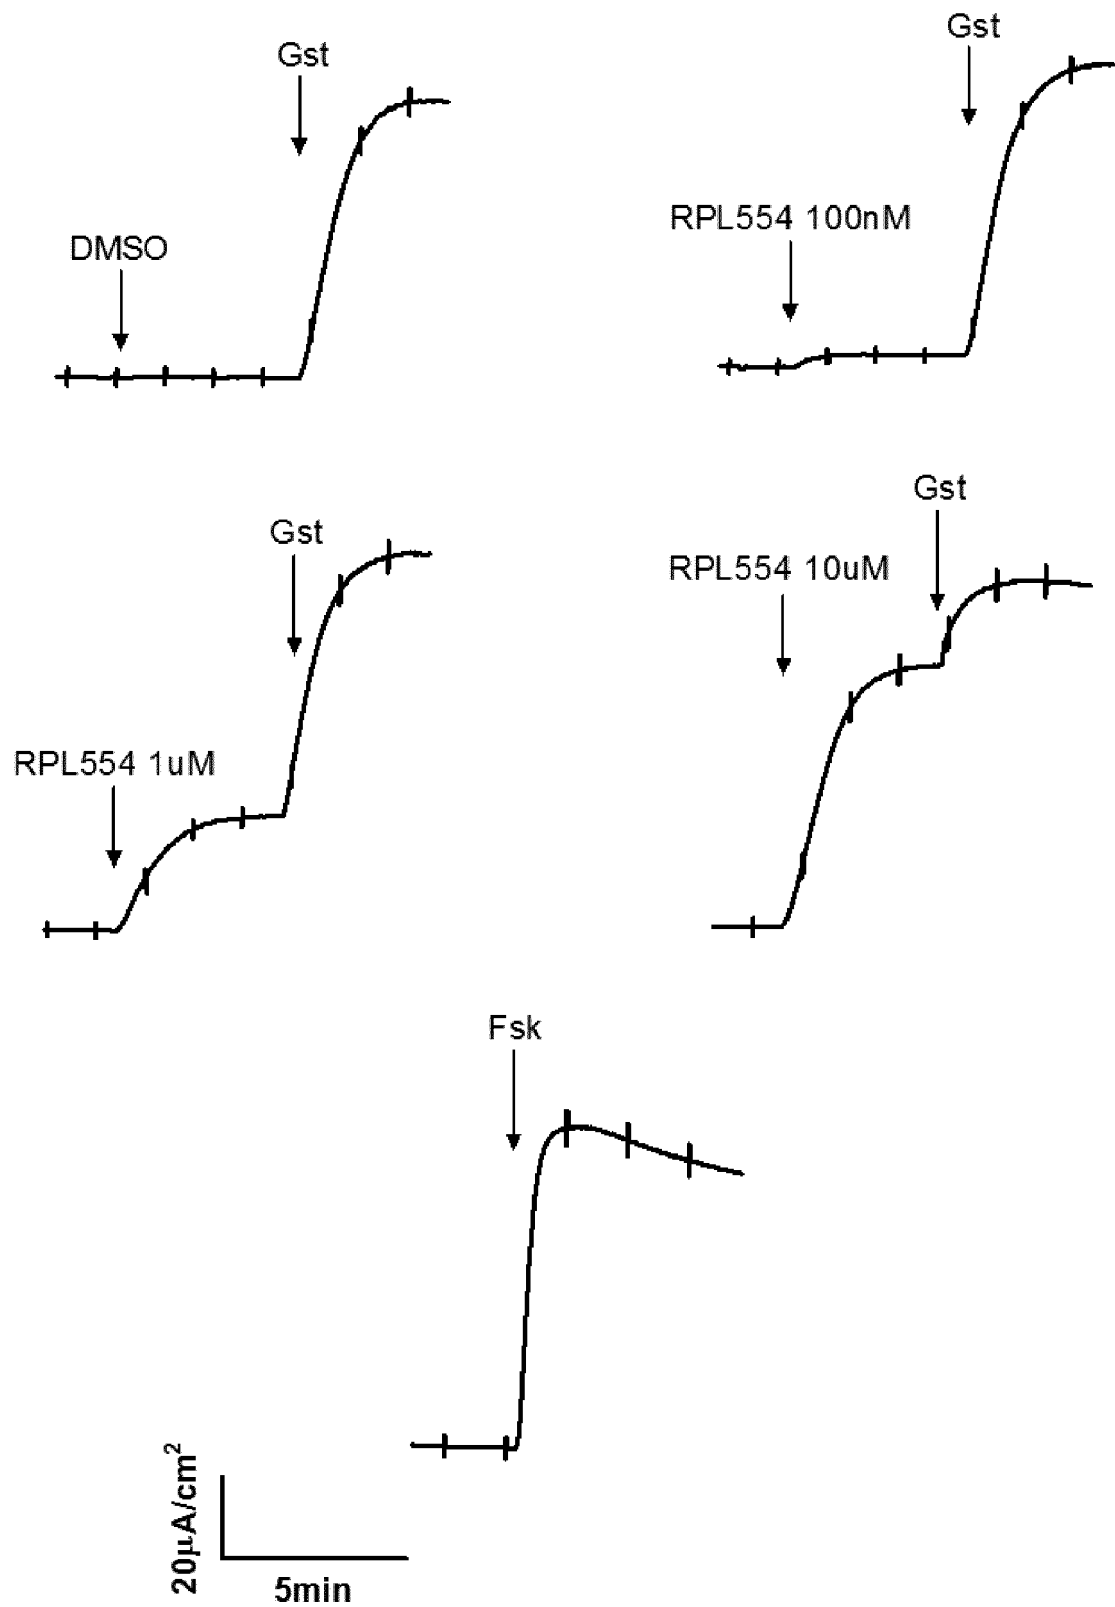 Gst
DMSO
Gst
RPL554 100nM
Gst
RPL554 1uM
Gst
RPL554 10uM
Fsk
20μA/cm²
5min